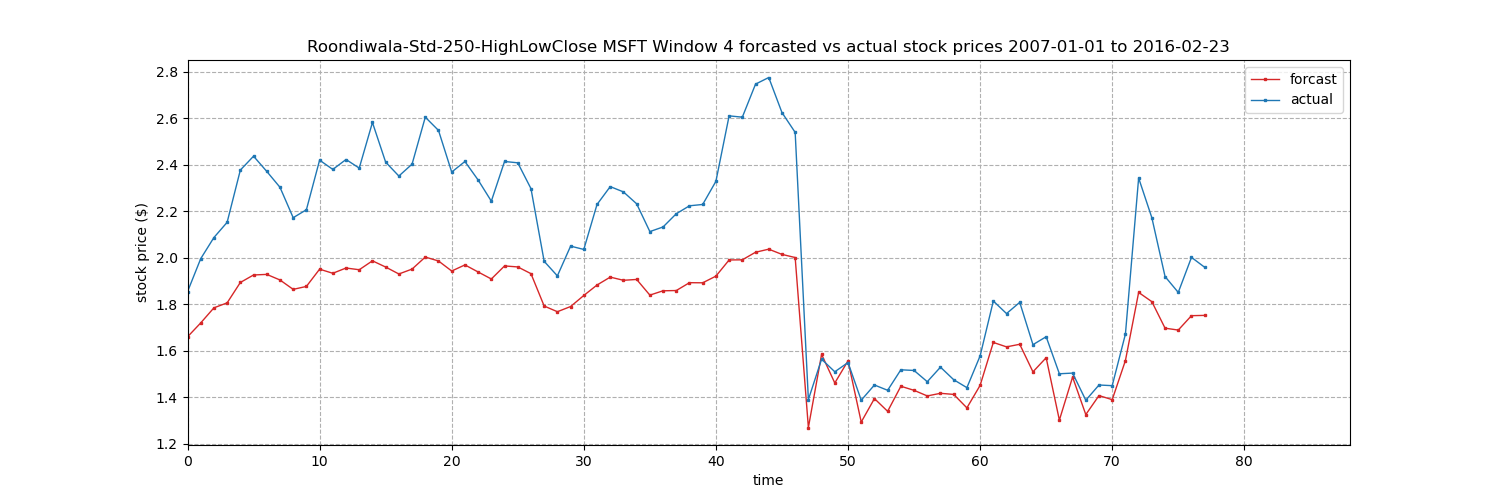 Roondiwala-Std-250-HighLowClose MSFT Window 4 forcasted vs actual stock prices 2007-01-01 to 2016-02-23
forcast
actual
stock price ($)
2.8
2.6
2.4
2.2
2.0
1.8
1.6
1.4
1.2
0 10 20 30 40 50 60 70 80
time